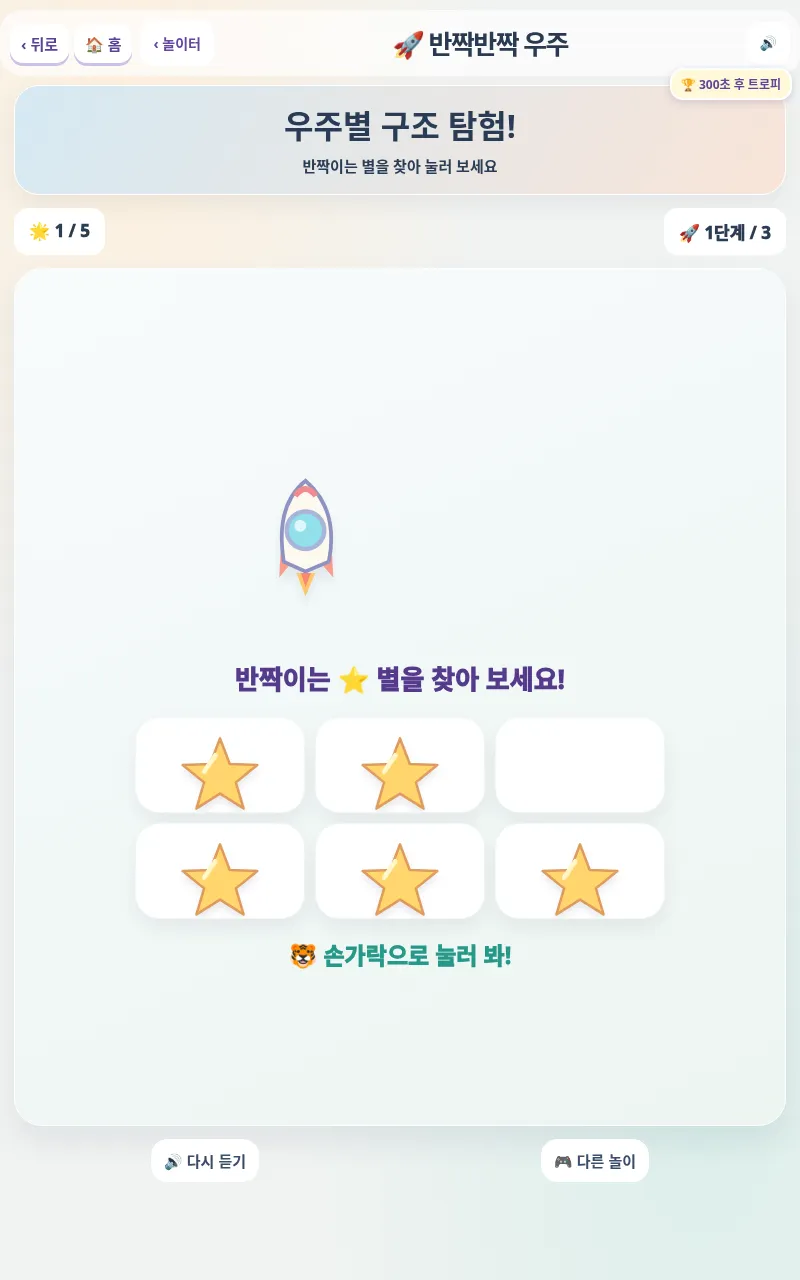 ‹ 뒤로
🏠 홈
‹ 놀이터
🚀 반짝반짝 우주
🔊
🏆 300초 후 트로피
우주별 구조 탐험!
반짝이는 별을 찾아 눌러 보세요
🌟 1 / 5
🚀 1단계 / 3
반짝이는 ⭐ 별을 찾아 보세요!
🐯 손가락으로 눌러 봐!
🔊 다시 듣기
🎮 다른 놀이